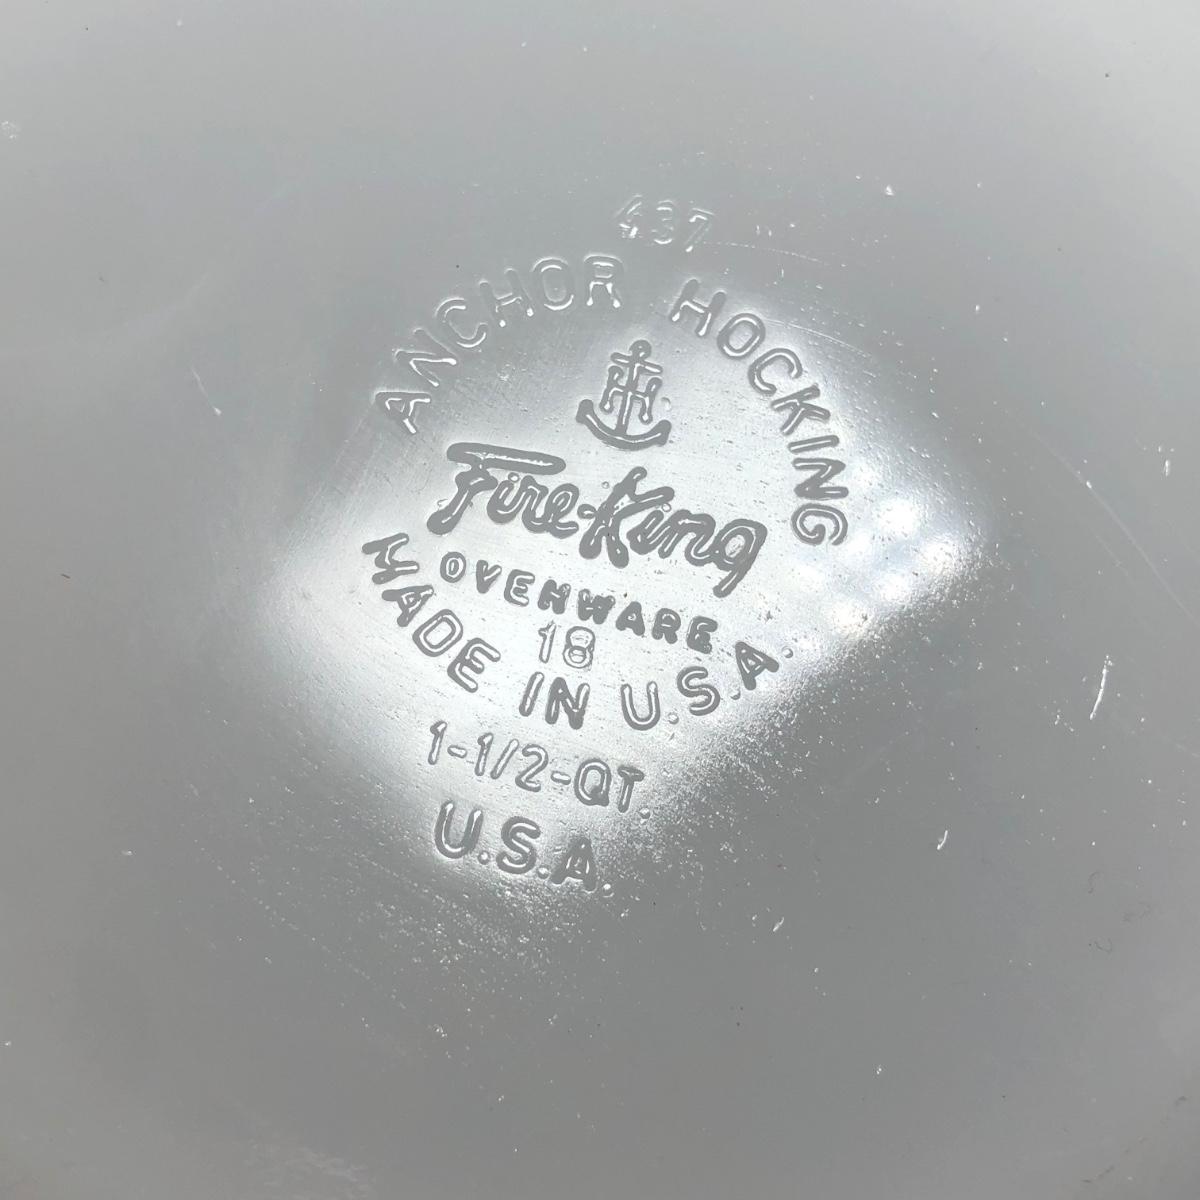 437
ANCHOR HOCKING
Fire-King
OVENWARE
18
MADE IN U.S.A.
1-1/2-QT.
U.S.A.